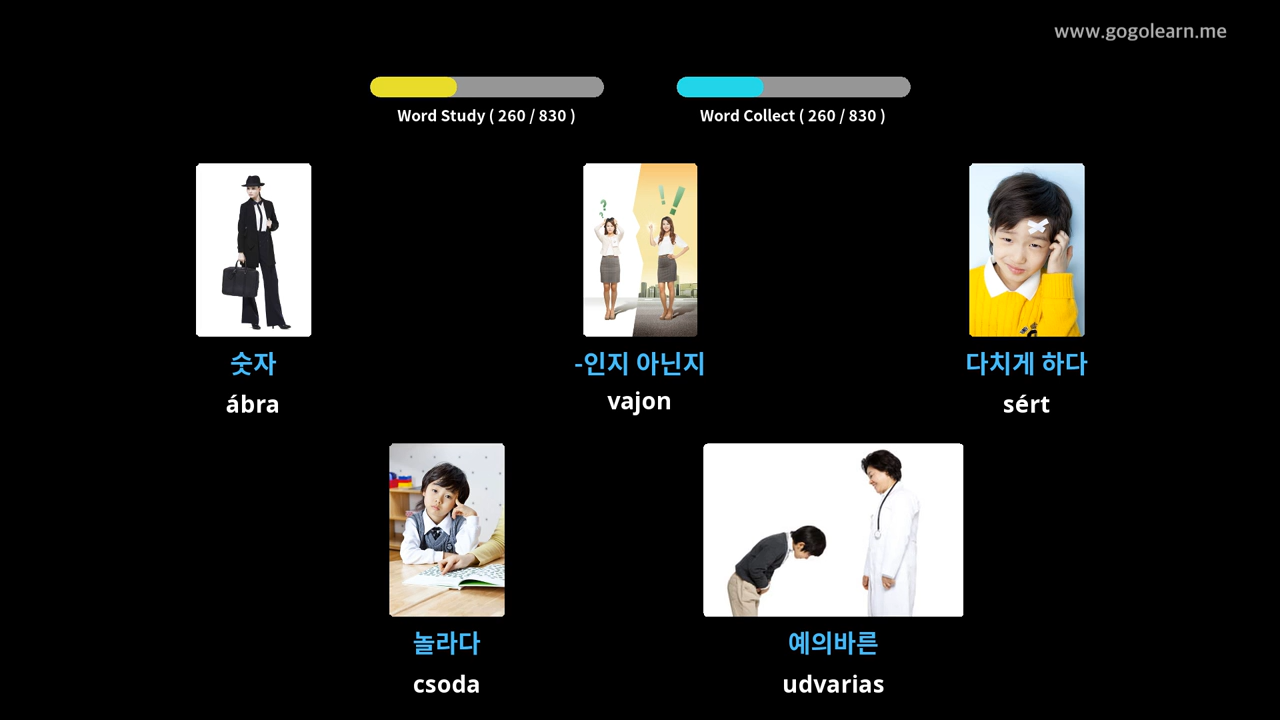 www.gogolearn.me
Word Study ( 260 / 830 )
Word Collect ( 260 / 830 )
숫자
ábra
-인지 아닌지
vajon
다치게 하다
sért
놀라다
csoda
예의바른
udvarias